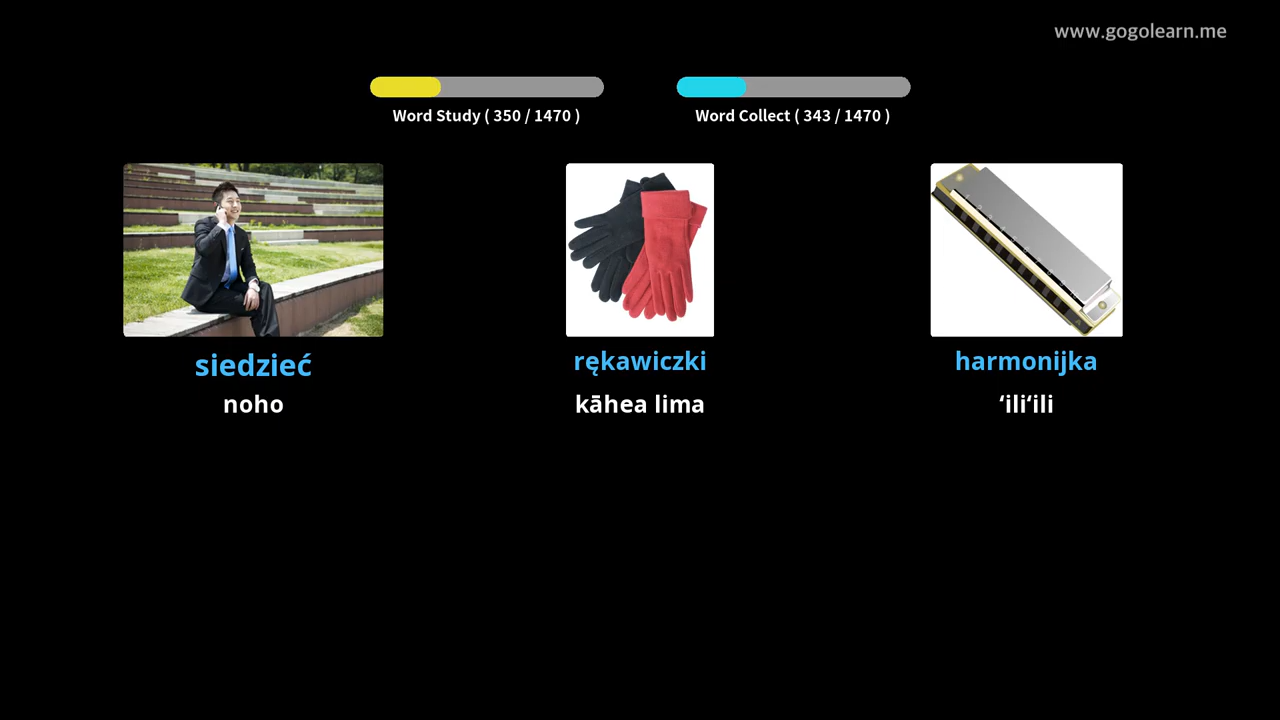 www.gogolearn.me
Word Study ( 350 / 1470 )
Word Collect ( 343 / 1470 )
siedzieć
rękawiczki
harmonijka
noho
kāhea lima
ʻiliʻili